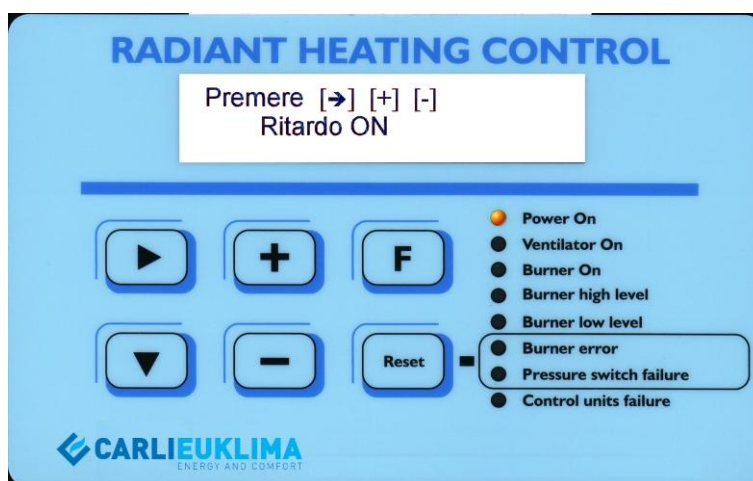 RADIANT HEATING CONTROL
Premere [➔] [+] [-]
Ritardo ON
Power On
Ventilator On
Burner On
Burner high level
Burner low level
Burner error
Pressure switch failure
Control units failure
F
Reset
CARLIEUKLIMA
ENERGY AND COMFORT